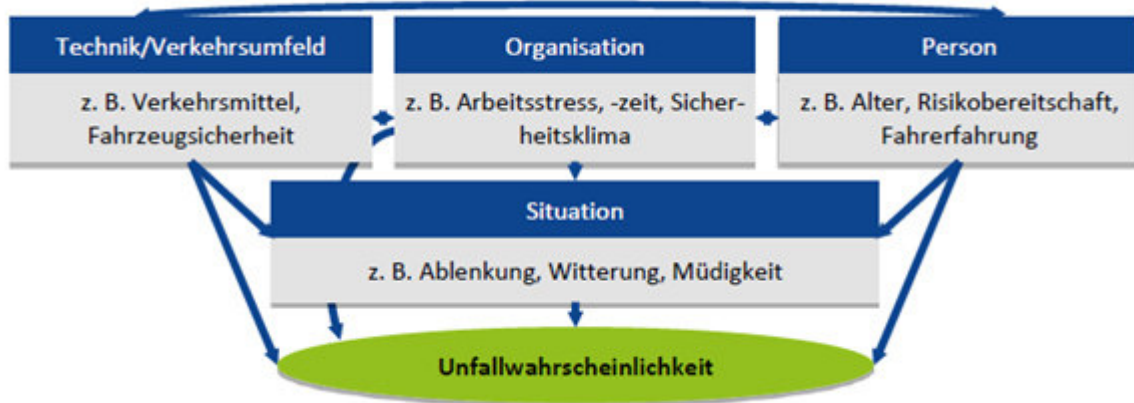 Technik/Verkehrsumfeld
z. B. Verkehrsmittel,
Fahrzeugsicherheit
Organisation
z. B. Arbeitsstress, -zeit, Sicher-
heitsklima
Person
z. B. Alter, Risikobereitschaft,
Fahrerfahrung
Situation
z. B. Ablenkung, Witterung, Müdigkeit
Unfallwahrscheinlichkeit